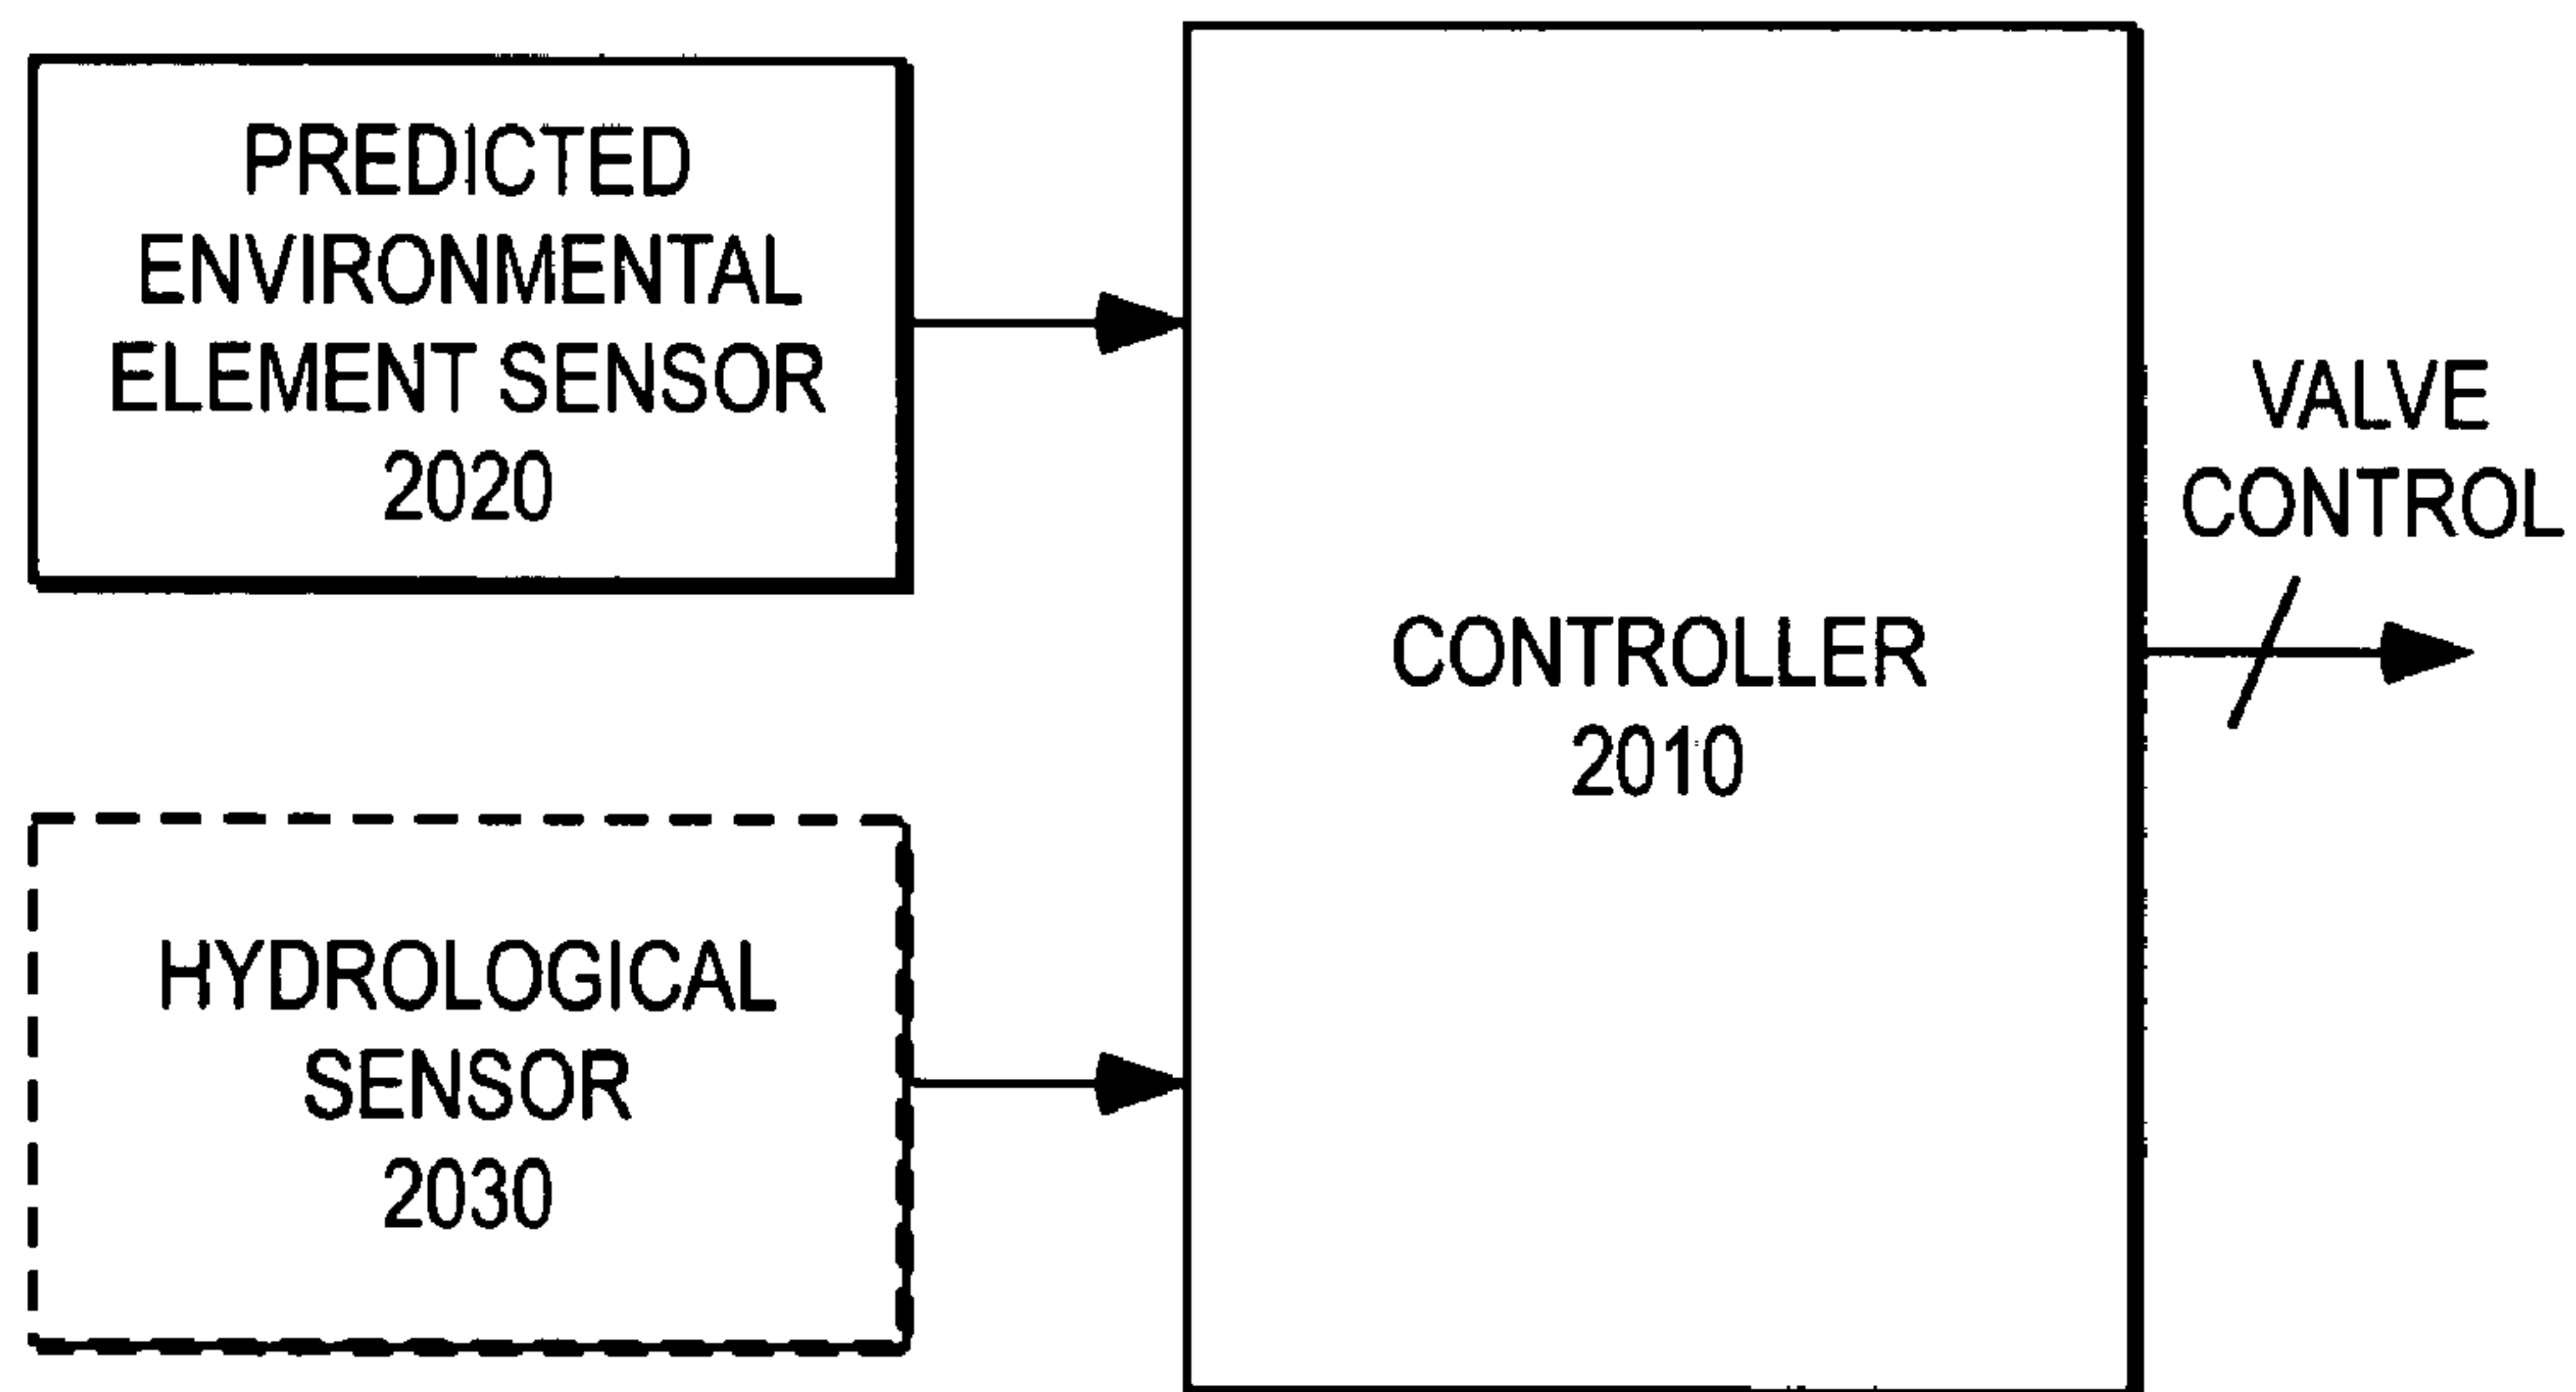 PREDICTED
ENVIRONMENTAL
ELEMENT SENSOR
2020
HYDROLOGICAL
SENSOR
2030
CONTROLLER
2010
VALVE
CONTROL